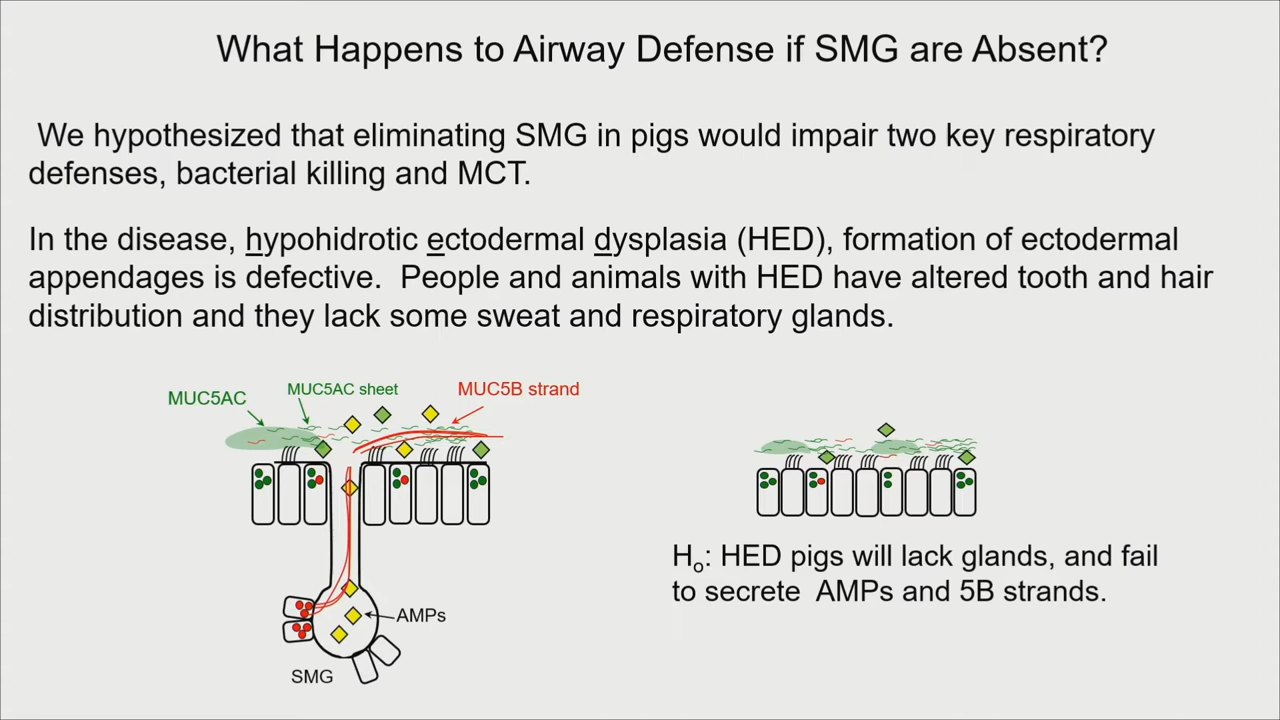 What Happens to Airway Defense if SMG are Absent?
We hypothesized that eliminating SMG in pigs would impair two key respiratory
defenses, bacterial killing and MCT.
In the disease, hypohidrotic ectodermal dysplasia (HED), formation of ectodermal
appendages is defective.  People and animals with HED have altered tooth and hair
distribution and they lack some sweat and respiratory glands.
MUC5AC
MUC5AC sheet
MUC5B strand
AMPs
SMG
Ho: HED pigs will lack glands, and fail
to secrete  AMPs and 5B strands.